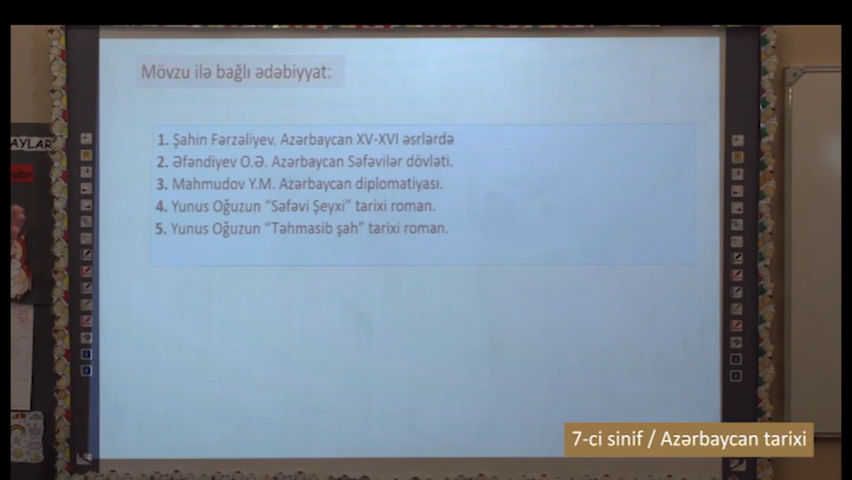 Mövzu ilə bağlı ədəbiyyat:
AYLAR
1. Şahin Fərzəliyev. Azərbaycan XV-XVI əsrlərdə
2. Əfəndiyev O.Ə. Azərbaycan Səfəvilər dövləti.
3. Mahmudov Y.M. Azərbaycan diplomatiyası.
4. Yunus Oğuzun “Səfəvi Şeyxi” tarixi roman.
5. Yunus Oğuzun “Təhmasib şah” tarixi roman.
7-ci sinif / Azərbaycan tarixi